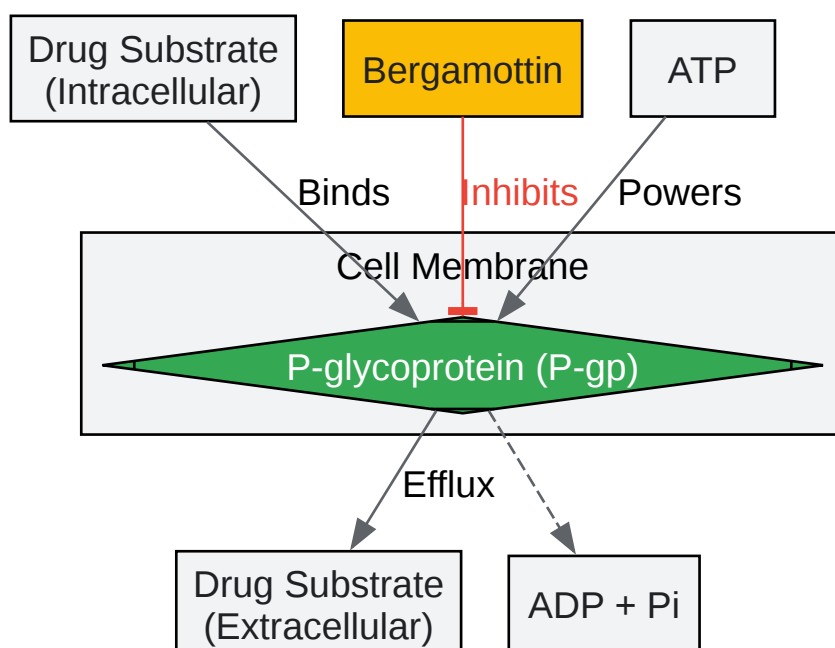 Drug Substrate
(Intracellular)
Bergamottin
ATP
Binds
Inhibits
Powers
Cell Membrane
P-glycoprotein (P-gp)
Efflux
Drug Substrate
(Extracellular)
ADP + Pi